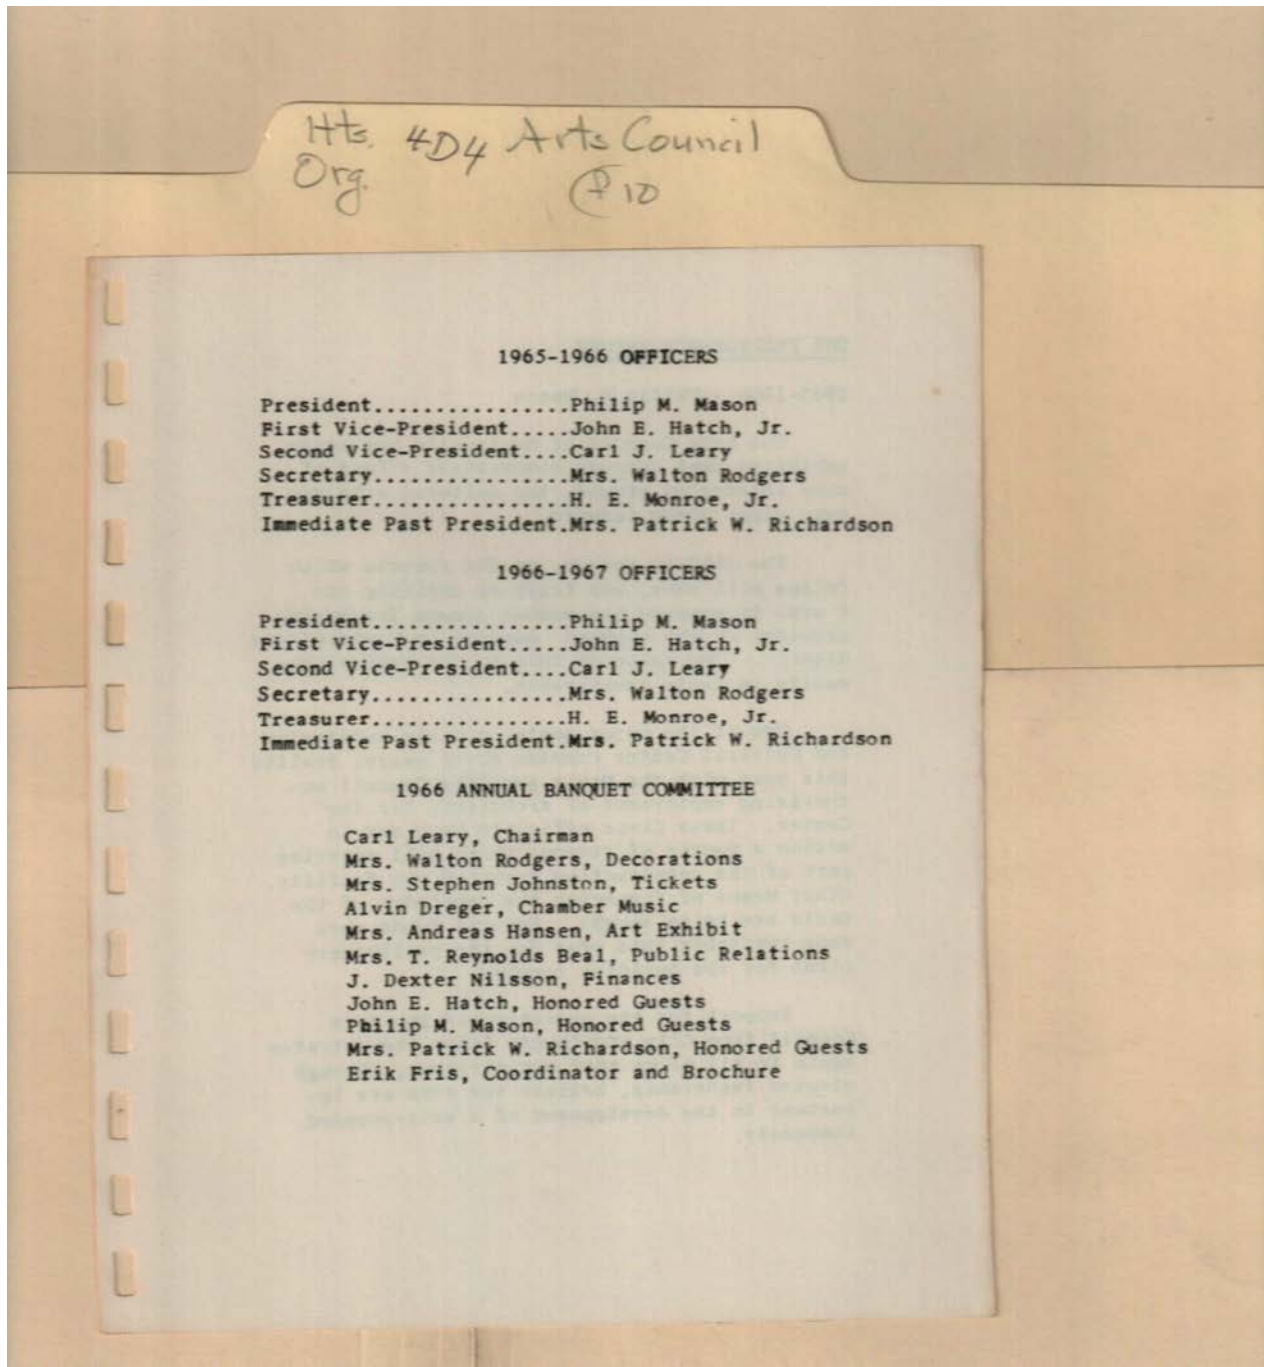 Hts. 4D4 Arts Council
Org. P 10
1965-1966 OFFICERS
President.................Philip M. Mason
First Vice-President.....John E. Hatch, Jr.
Second Vice-President....Carl J. Leary
Secretary................Mrs. Walton Rodgers
Treasurer................H. E. Monroe, Jr.
Immediate Past President.Mrs. Patrick W. Richardson
1966-1967 OFFICERS
President................Philip M. Mason
First Vice-President.....John E. Hatch, Jr.
Second Vice-President....Carl J. Leary
Secretary................Mrs. Walton Rodgers
Treasurer................H. E. Monroe, Jr.
Immediate Past President.Mrs. Patrick W. Richardson
1966 ANNUAL BANQUET COMMITTEE
Carl Leary, Chairman
Mrs. Walton Rodgers, Decorations
Mrs. Stephen Johnston, Tickets
Alvin Dreger, Chamber Music
Mrs. Andreas Hansen, Art Exhibit
Mrs. T. Reynolds Beal, Public Relations
J. Dexter Nilsson, Finances
John E. Hatch, Honored Guests
Philip M. Mason, Honored Guests
Mrs. Patrick W. Richardson, Honored Guests
Erik Fris, Coordinator and Brochure